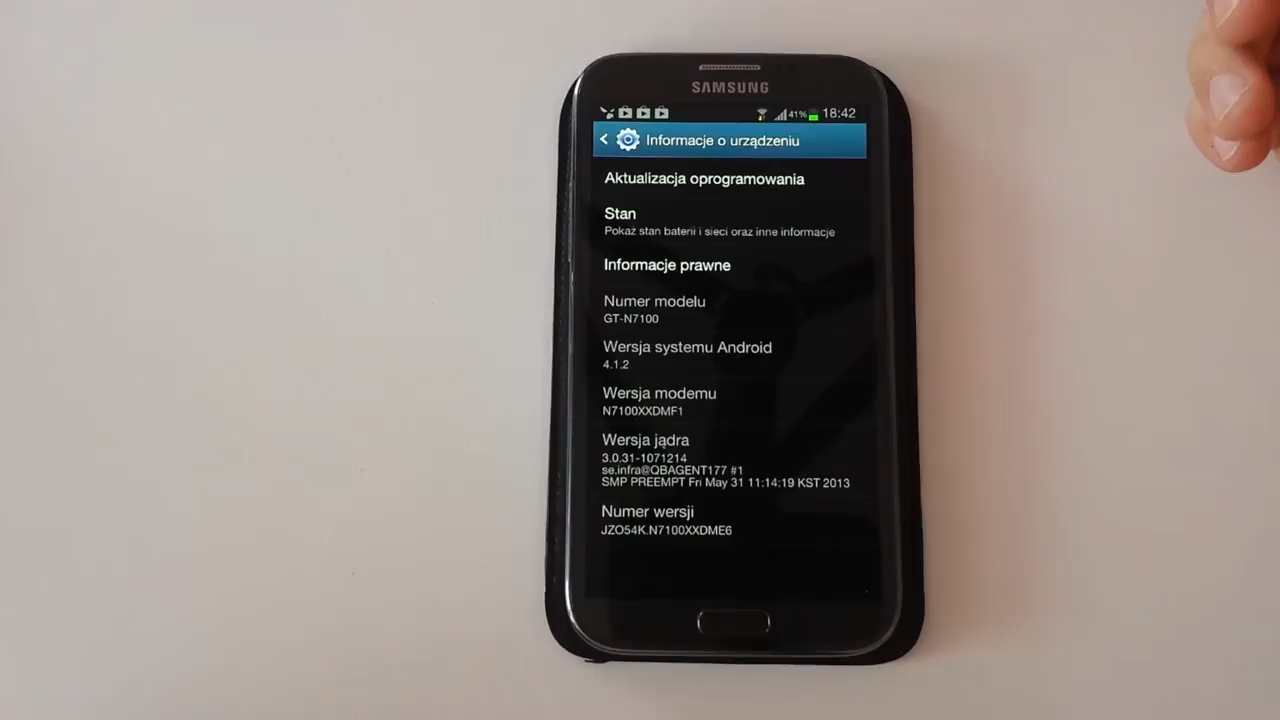 SAMSUNG
41% 18:42
Informacje o urządzeniu
Aktualizacja oprogramowania
Stan
Pokaż stan baterii i sieci oraz inne informacje
Informacje prawne
Numer modelu
GT-N7100
Wersja systemu Android
4.1.2
Wersja modemu
N7100XXDMF1
Wersja jądra
3.0.31-1071214
se.infra@QBAGENT177 #1
SMP PREEMPT Fri May 31 11:14:19 KST 2013
Numer wersji
JZO54K.N7100XXDME6